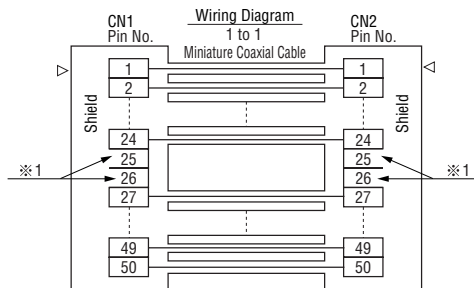 Wiring Diagram
1 to 1
Miniature Coaxial Cable
CN1
Pin No.
CN2
Pin No.
Shield
Shield
1
2
24
25
26
27
49
50
1
2
24
25
26
27
49
50
※1
※1